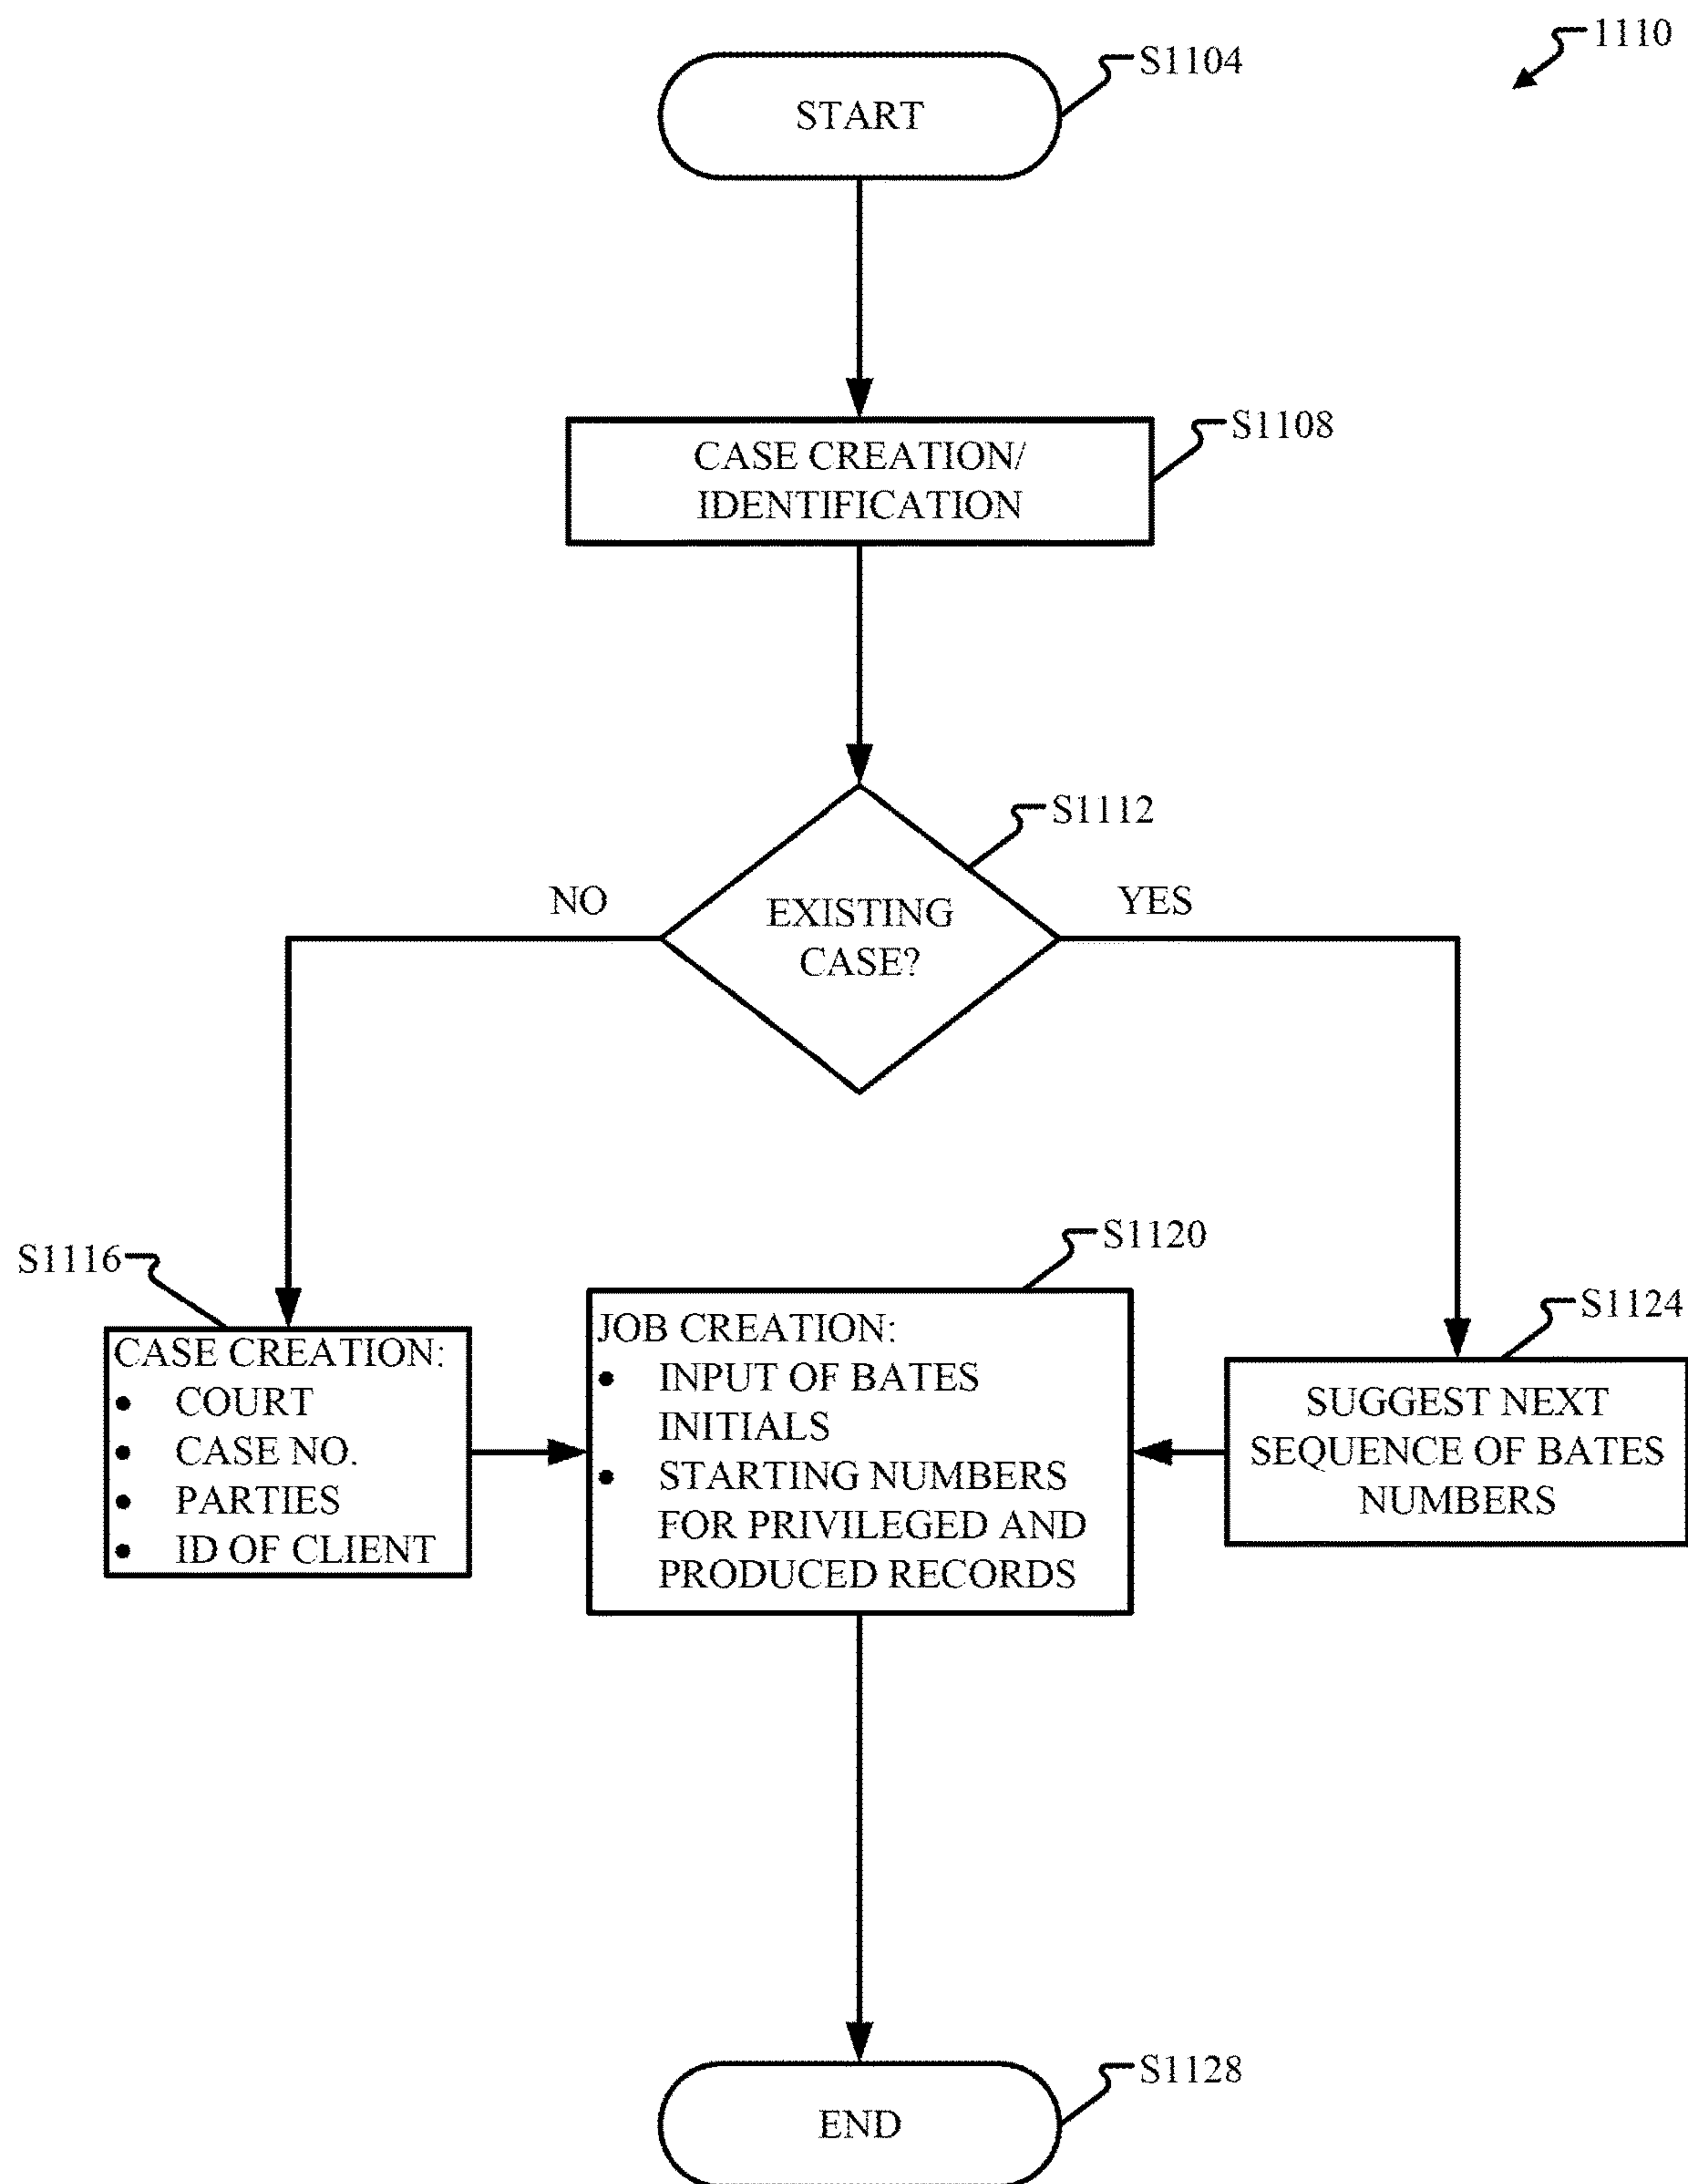 1110
S1104
START
S1108
CASE CREATION/
IDENTIFICATION
S1112
NO
YES
EXISTING
CASE?
S1116
CASE CREATION:
• COURT
• CASE NO.
• PARTIES
• ID OF CLIENT
S1120
JOB CREATION:
• INPUT OF BATES
INITIALS
• STARTING NUMBERS
FOR PRIVILEGED AND
PRODUCED RECORDS
S1124
SUGGEST NEXT
SEQUENCE OF BATES
NUMBERS
S1128
END